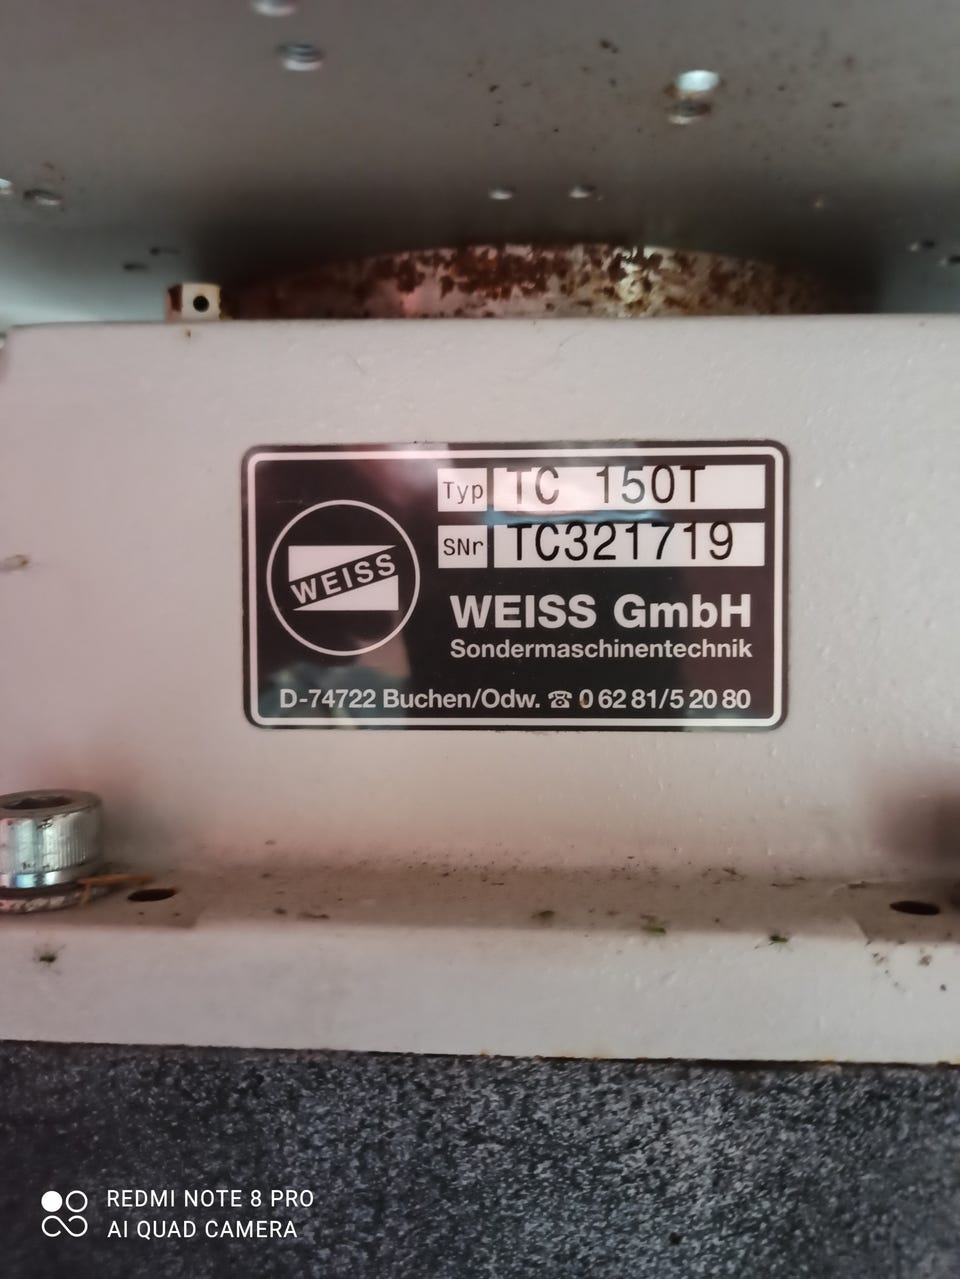 Typ TC 150T
SNr TC321719
WEISS
WEISS GmbH
Sondermaschinentechnik
D-74722 Buchen/Odw. ☎ 0 62 81/5 20 80
REDMI NOTE 8 PRO
AI QUAD CAMERA